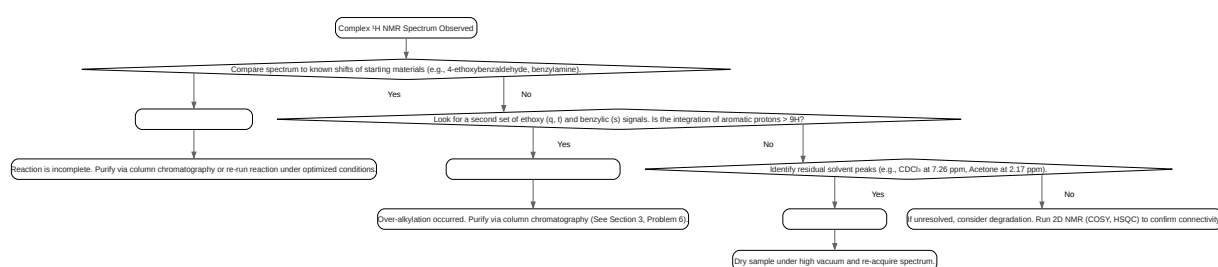 Complex ¹H NMR Spectrum Observed
Compare spectrum to known shifts of starting materials (e.g., 4-ethoxybenzaldehyde, benzylamine).
Yes
No
Look for a second set of ethoxy (q, t) and benzylic (s) signals. Is the integration of aromatic protons > 9H?
Yes
No
Reaction is incomplete. Purify via column chromatography or re-run reaction under optimized conditions.
Identify residual solvent peaks (e.g., CDCl₃ at 7.26 ppm, Acetone at 2.17 ppm).
Yes
No
Over-alkylation occurred. Purify via column chromatography (See Section 3, Problem 6).
If unresolved, consider degradation. Run 2D NMR (COSY, HSQC) to confirm connectivity
Dry sample under high vacuum and re-acquire spectrum.